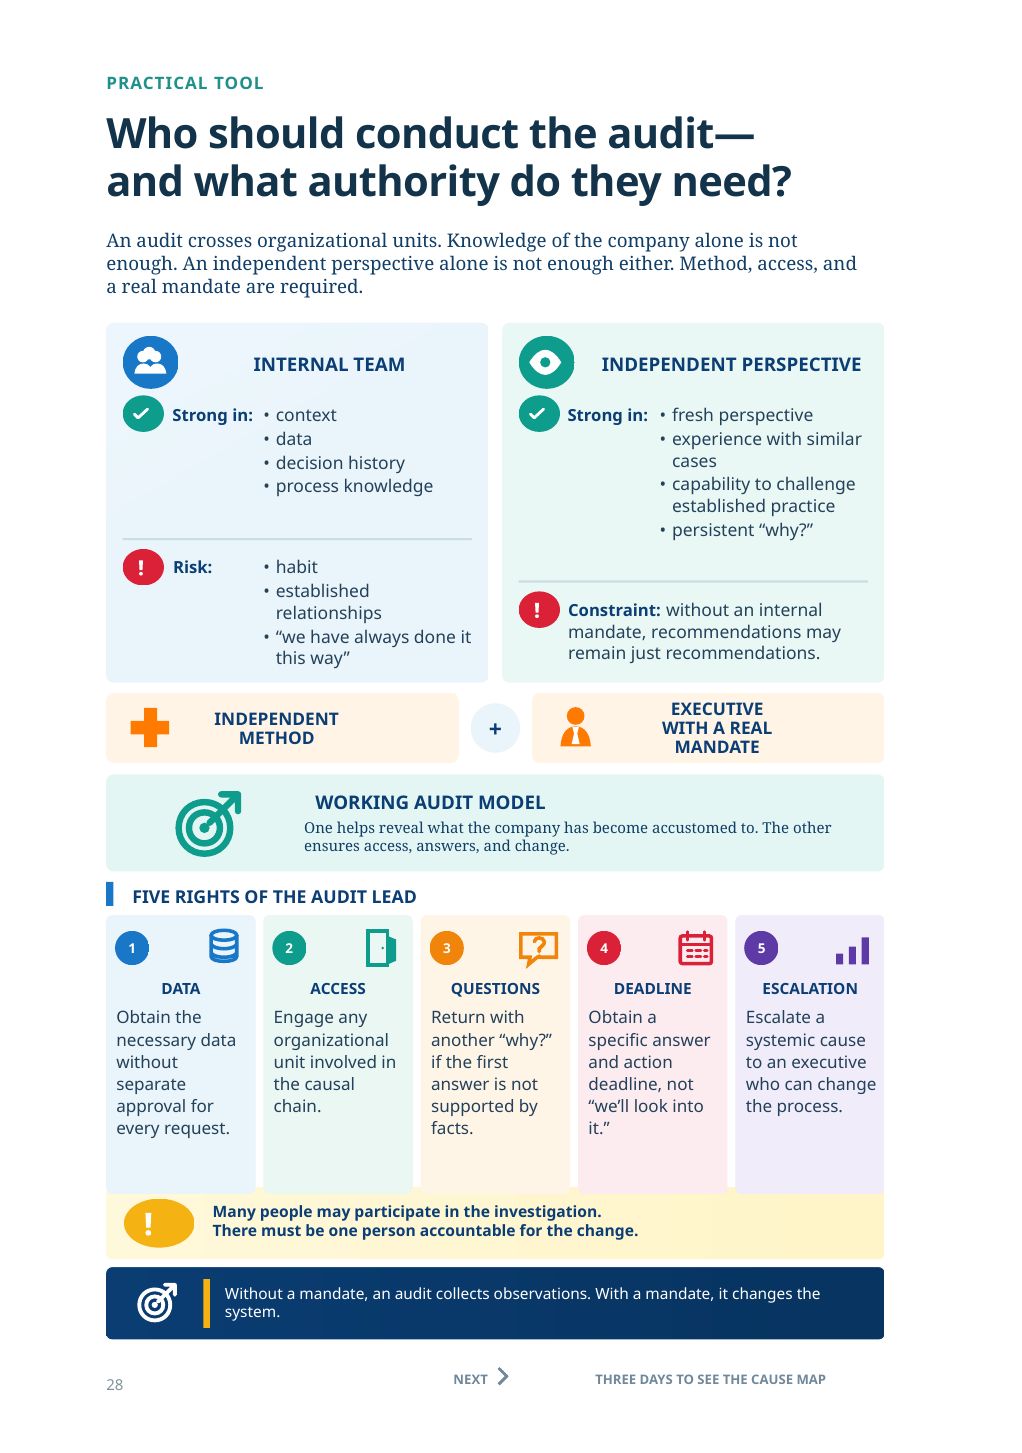 PRACTICAL TOOL
Who should conduct the audit—
and what authority do they need?
An audit crosses organizational units. Knowledge of the company alone is not
enough. An independent perspective alone is not enough either. Method, access, and
a real mandate are required.
INTERNAL TEAM
Strong in:
• context
• data
• decision history
• process knowledge
! Risk:
• habit
• established
relationships
• “we have always done it
this way”
INDEPENDENT PERSPECTIVE
Strong in:
• fresh perspective
• experience with similar
cases
• capability to challenge
established practice
• persistent “why?”
! Constraint: without an internal
mandate, recommendations may
remain just recommendations.
INDEPENDENT
METHOD
+
EXECUTIVE
WITH A REAL
MANDATE
WORKING AUDIT MODEL
One helps reveal what the company has become accustomed to. The other
ensures access, answers, and change.
FIVE RIGHTS OF THE AUDIT LEAD
1
DATA
Obtain the
necessary data
without
separate
approval for
every request.
2
ACCESS
Engage any
organizational
unit involved in
the causal
chain.
3
?
QUESTIONS
Return with
another “why?”
if the first
answer is not
supported by
facts.
4
DEADLINE
Obtain a
specific answer
and action
deadline, not
“we’ll look into
it.”
5
ESCALATION
Escalate a
systemic cause
to an executive
who can change
the process.
!
Many people may participate in the investigation.
There must be one person accountable for the change.
Without a mandate, an audit collects observations. With a mandate, it changes the
system.
28
NEXT
THREE DAYS TO SEE THE CAUSE MAP